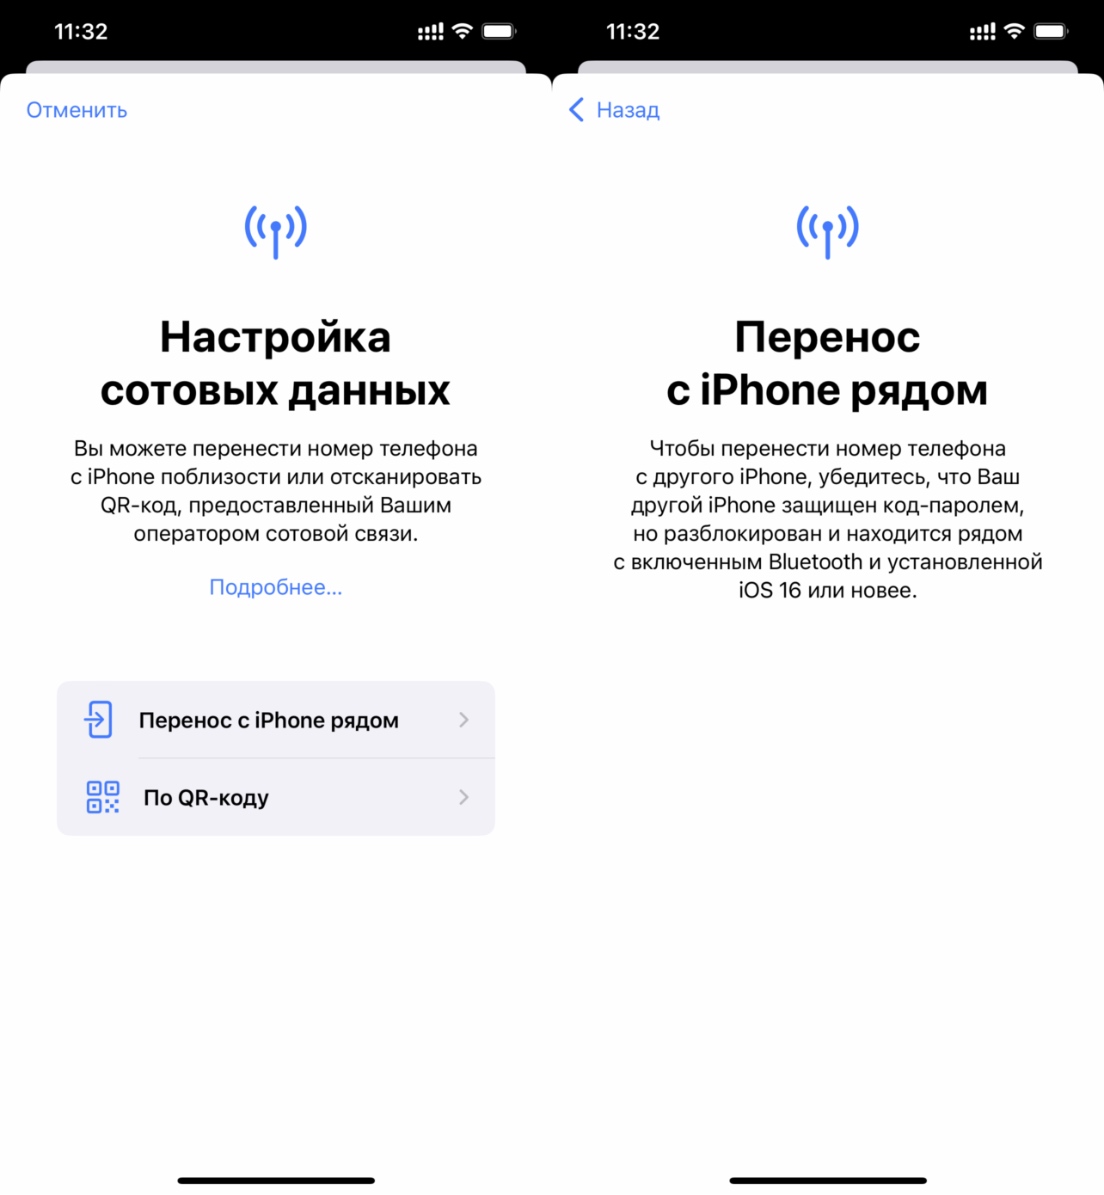 11:32
Отменить
Настройка
сотовых данных
Вы можете перенести номер телефона
с iPhone поблизости или отсканировать
QR-код, предоставленный Вашим
оператором сотовой связи.
Подробнее...
Перенос с iPhone рядом
По QR-коду
11:32
Назад
Перенос
с iPhone рядом
Чтобы перенести номер телефона
с другого iPhone, убедитесь, что Ваш
другой iPhone защищен код-паролем,
но разблокирован и находится рядом
с включенным Bluetooth и установленной
iOS 16 или новее.